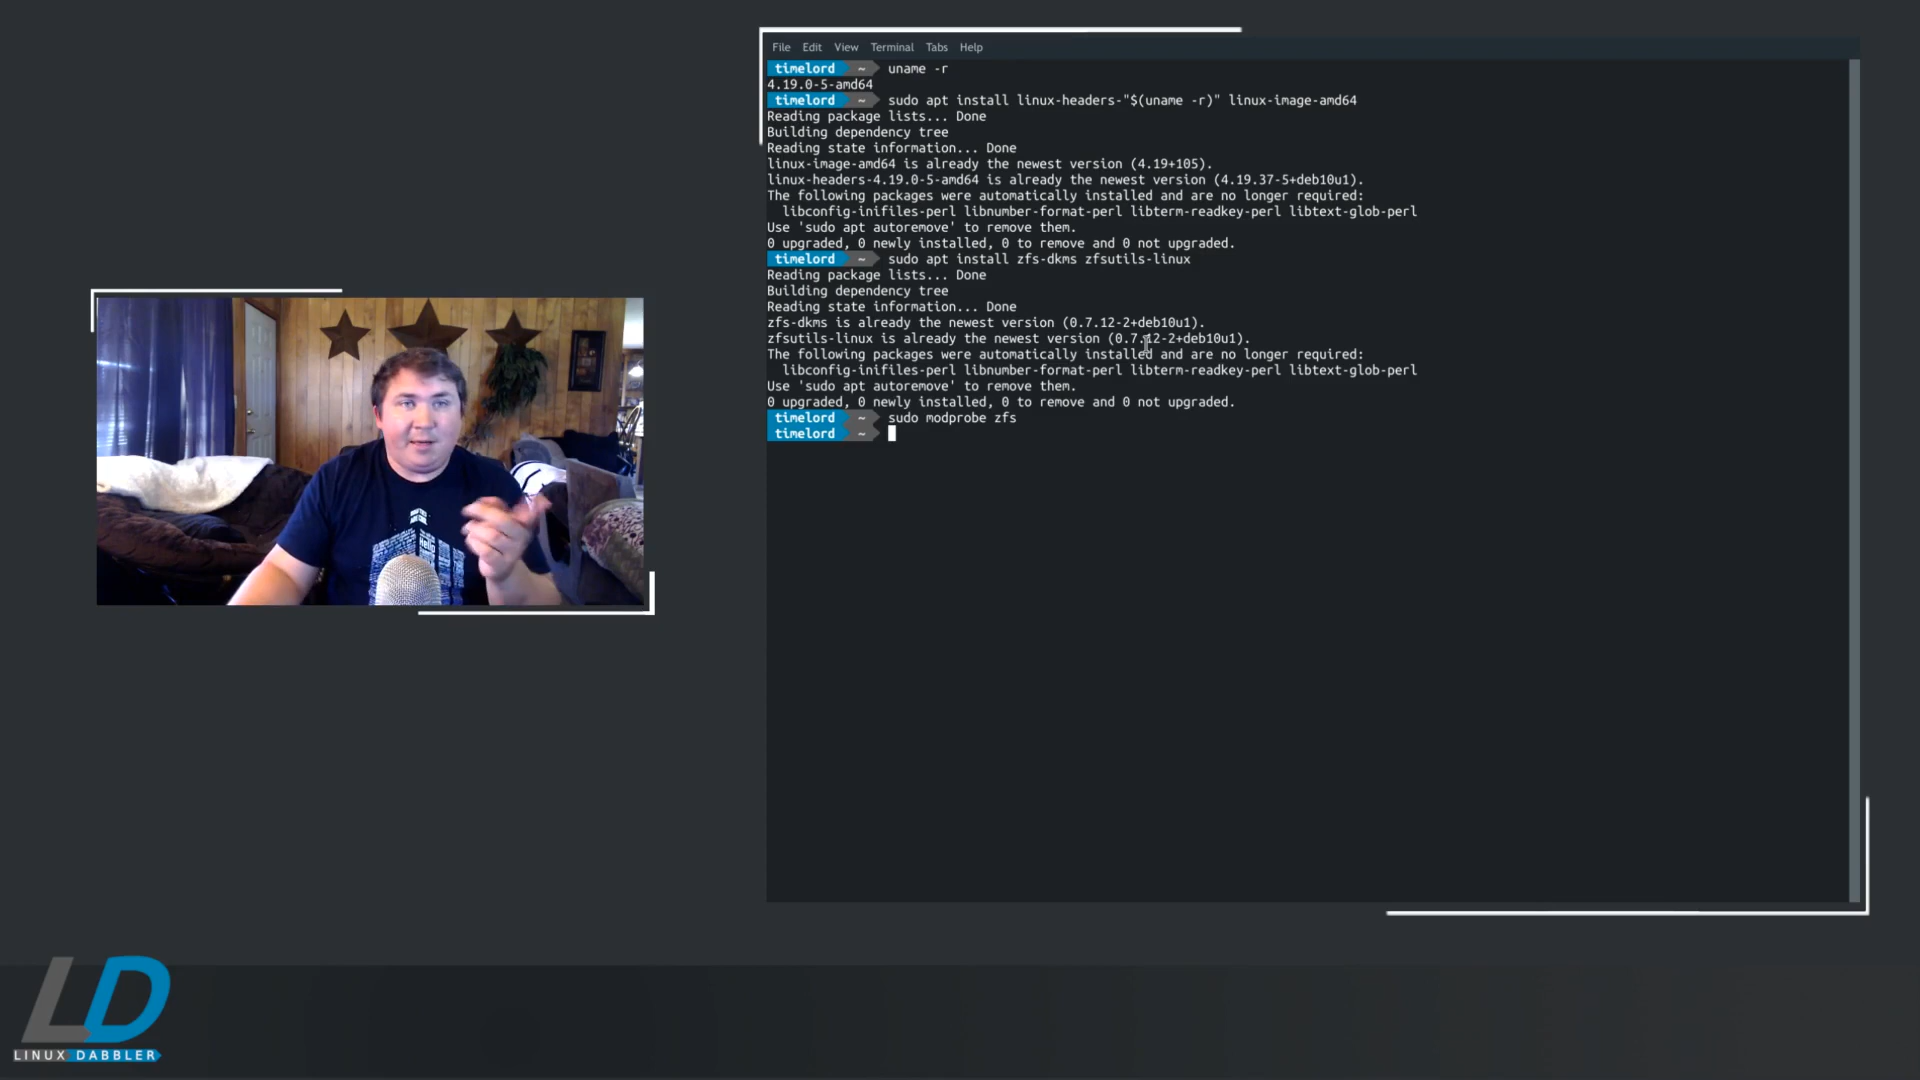 File Edit View Terminal Tabs Help
timelord ~ uname -r
4.19.0-5-amd64
timelord ~ sudo apt install linux-headers-"$(uname -r)" linux-image-amd64
Reading package lists... Done
Building dependency tree
Reading state information... Done
linux-image-amd64 is already the newest version (4.19+105).
linux-headers-4.19.0-5-amd64 is already the newest version (4.19.37-5+deb10u1).
The following packages were automatically installed and are no longer required:
libconfig-inifiles-perl libnumber-format-perl libterm-readkey-perl libtext-glob-perl
Use 'sudo apt autoremove' to remove them.
0 upgraded, 0 newly installed, 0 to remove and 0 not upgraded.
timelord ~ sudo apt install zfs-dkms zfsutils-linux
Reading package lists... Done
Building dependency tree
Reading state information... Done
zfs-dkms is already the newest version (0.7.12-2+deb10u1).
zfsutils-linux is already the newest version (0.7.12-2+deb10u1).
The following packages were automatically installed and are no longer required:
libconfig-inifiles-perl libnumber-format-perl libterm-readkey-perl libtext-glob-perl
Use 'sudo apt autoremove' to remove them.
0 upgraded, 0 newly installed, 0 to remove and 0 not upgraded.
timelord ~ sudo modprobe zfs
timelord ~
Hello
LD
LINUX DABBLER